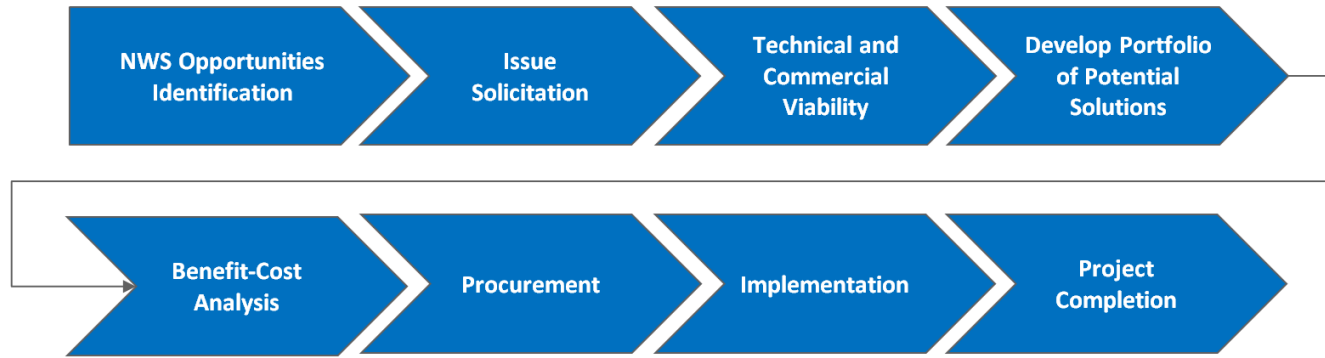 NWS Opportunities
Identification
Issue
Solicitation
Technical and
Commercial
Viability
Develop Portfolio
of Potential
Solutions
Benefit-Cost
Analysis
Procurement
Implementation
Project
Completion